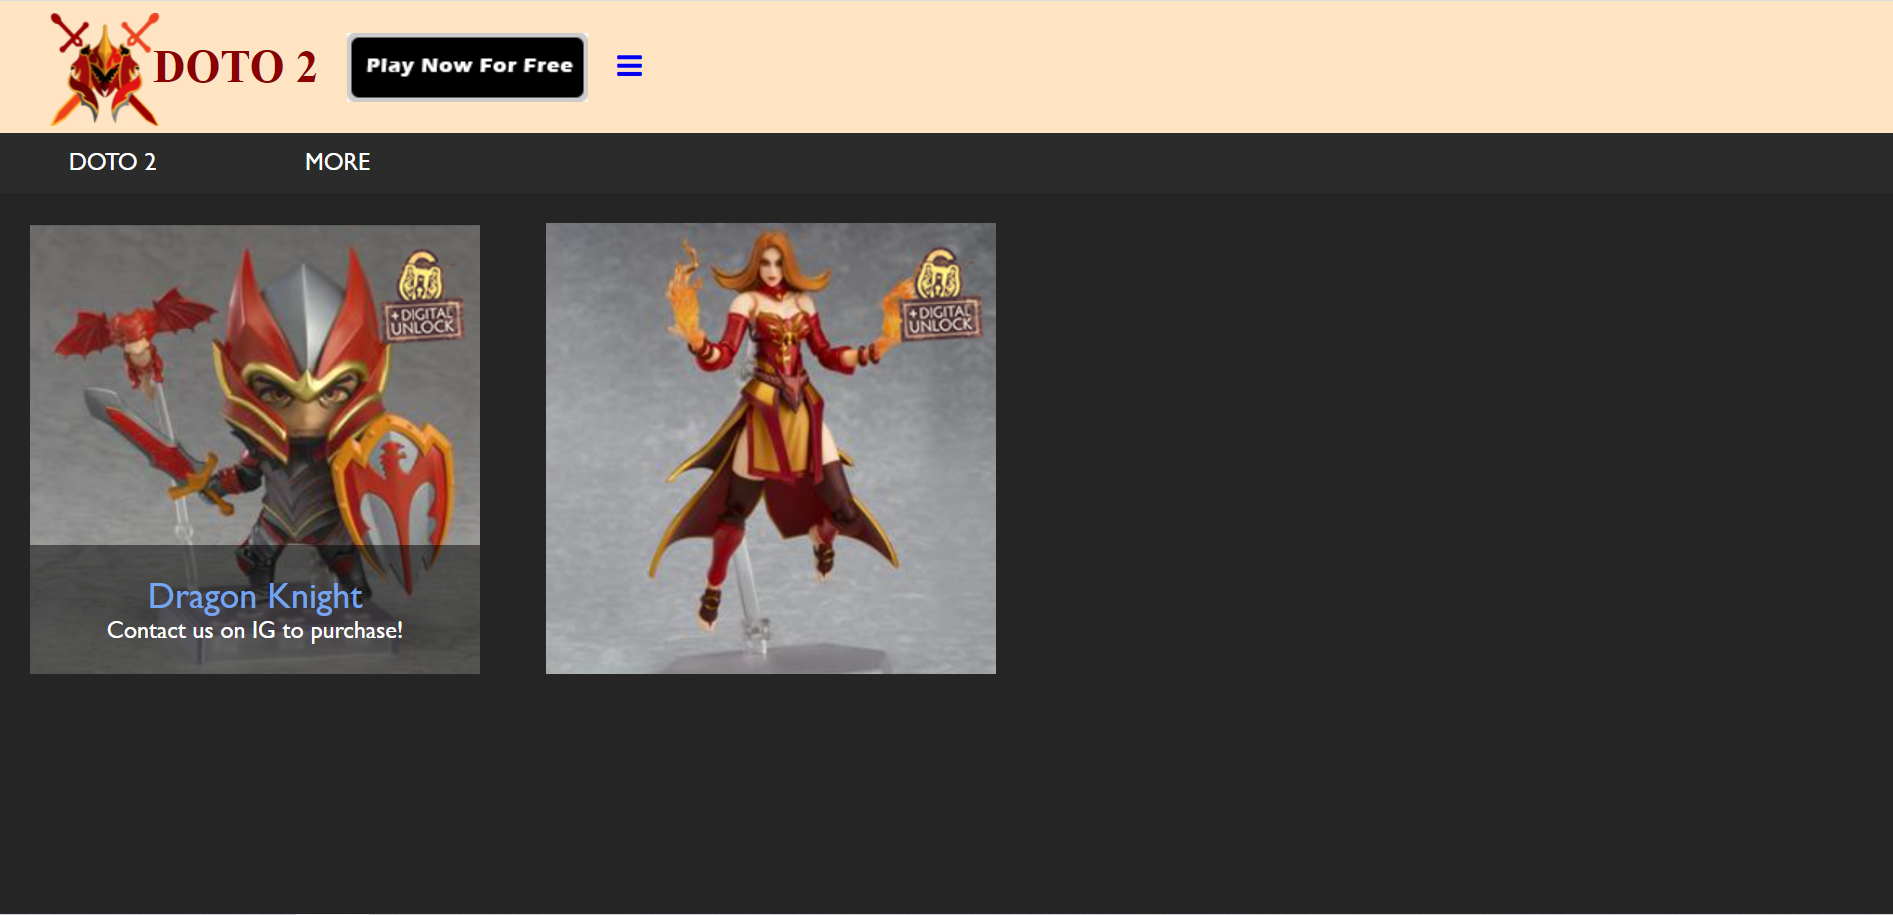 DOTO 2
Play Now For Free
DOTO 2
MORE
+DIGITAL
UNLOCK
+DIGITAL
UNLOCK
Dragon Knight
Contact us on IG to purchase!